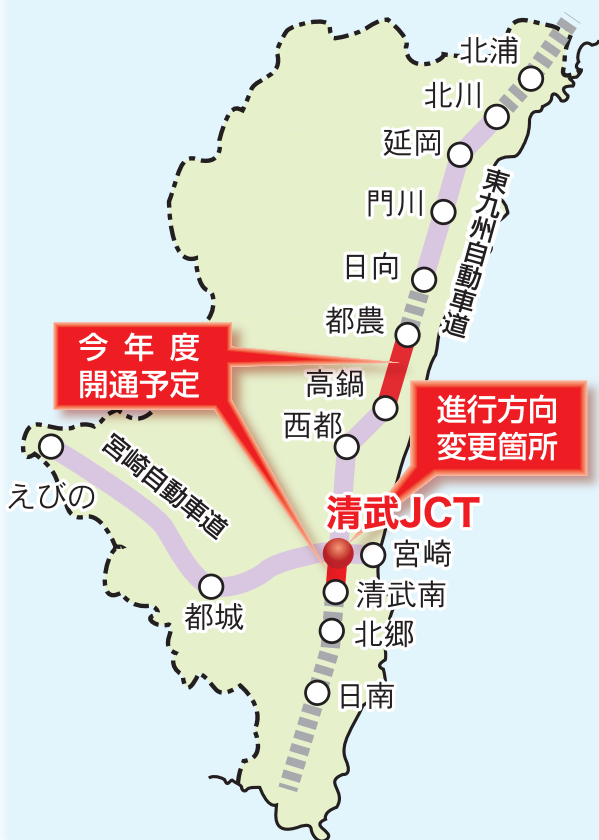 北浦
北川
延岡
門川
東九州自動車道
日向
都農
今年度
開通予定
高鍋
進行方向
変更箇所
西都
宮崎自動車道
えびの
清武JCT
宮崎
清武南
都城
北郷
日南